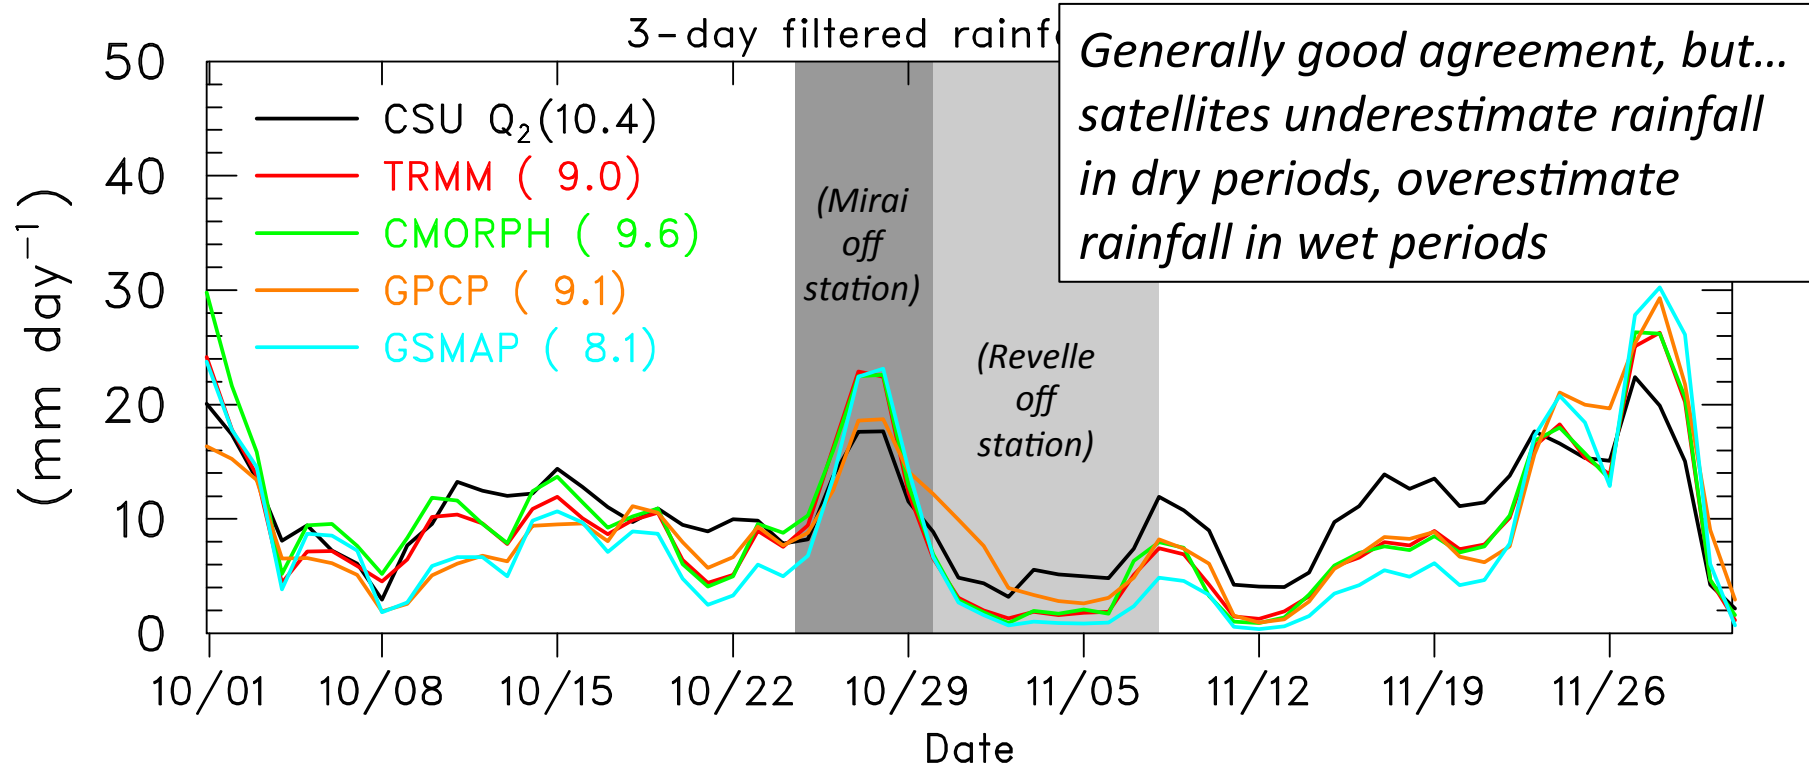 3-day filtered rainf
Generally good agreement, but...
satellites underestimate rainfall
in dry periods, overestimate
rainfall in wet periods
50
40
30
20
10
0
(mm day⁻¹)
CSU Q₂(10.4)
TRMM ( 9.0)
CMORPH ( 9.6)
GPCP ( 9.1)
GSMAP ( 8.1)
(Mirai
off
station)
(Revelle
off
station)
10/01 10/08 10/15 10/22 10/29 11/05 11/12 11/19 11/26
Date